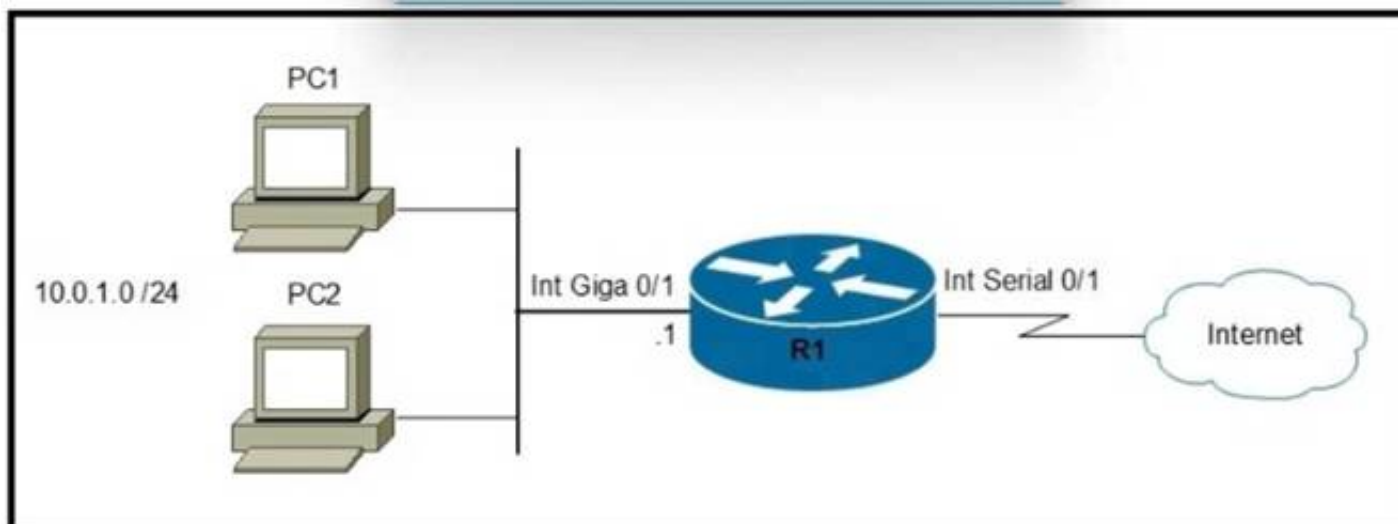 PC1
10.0.1.0 /24
PC2
Int Giga 0/1
.1
R1
Int Serial 0/1
Internet